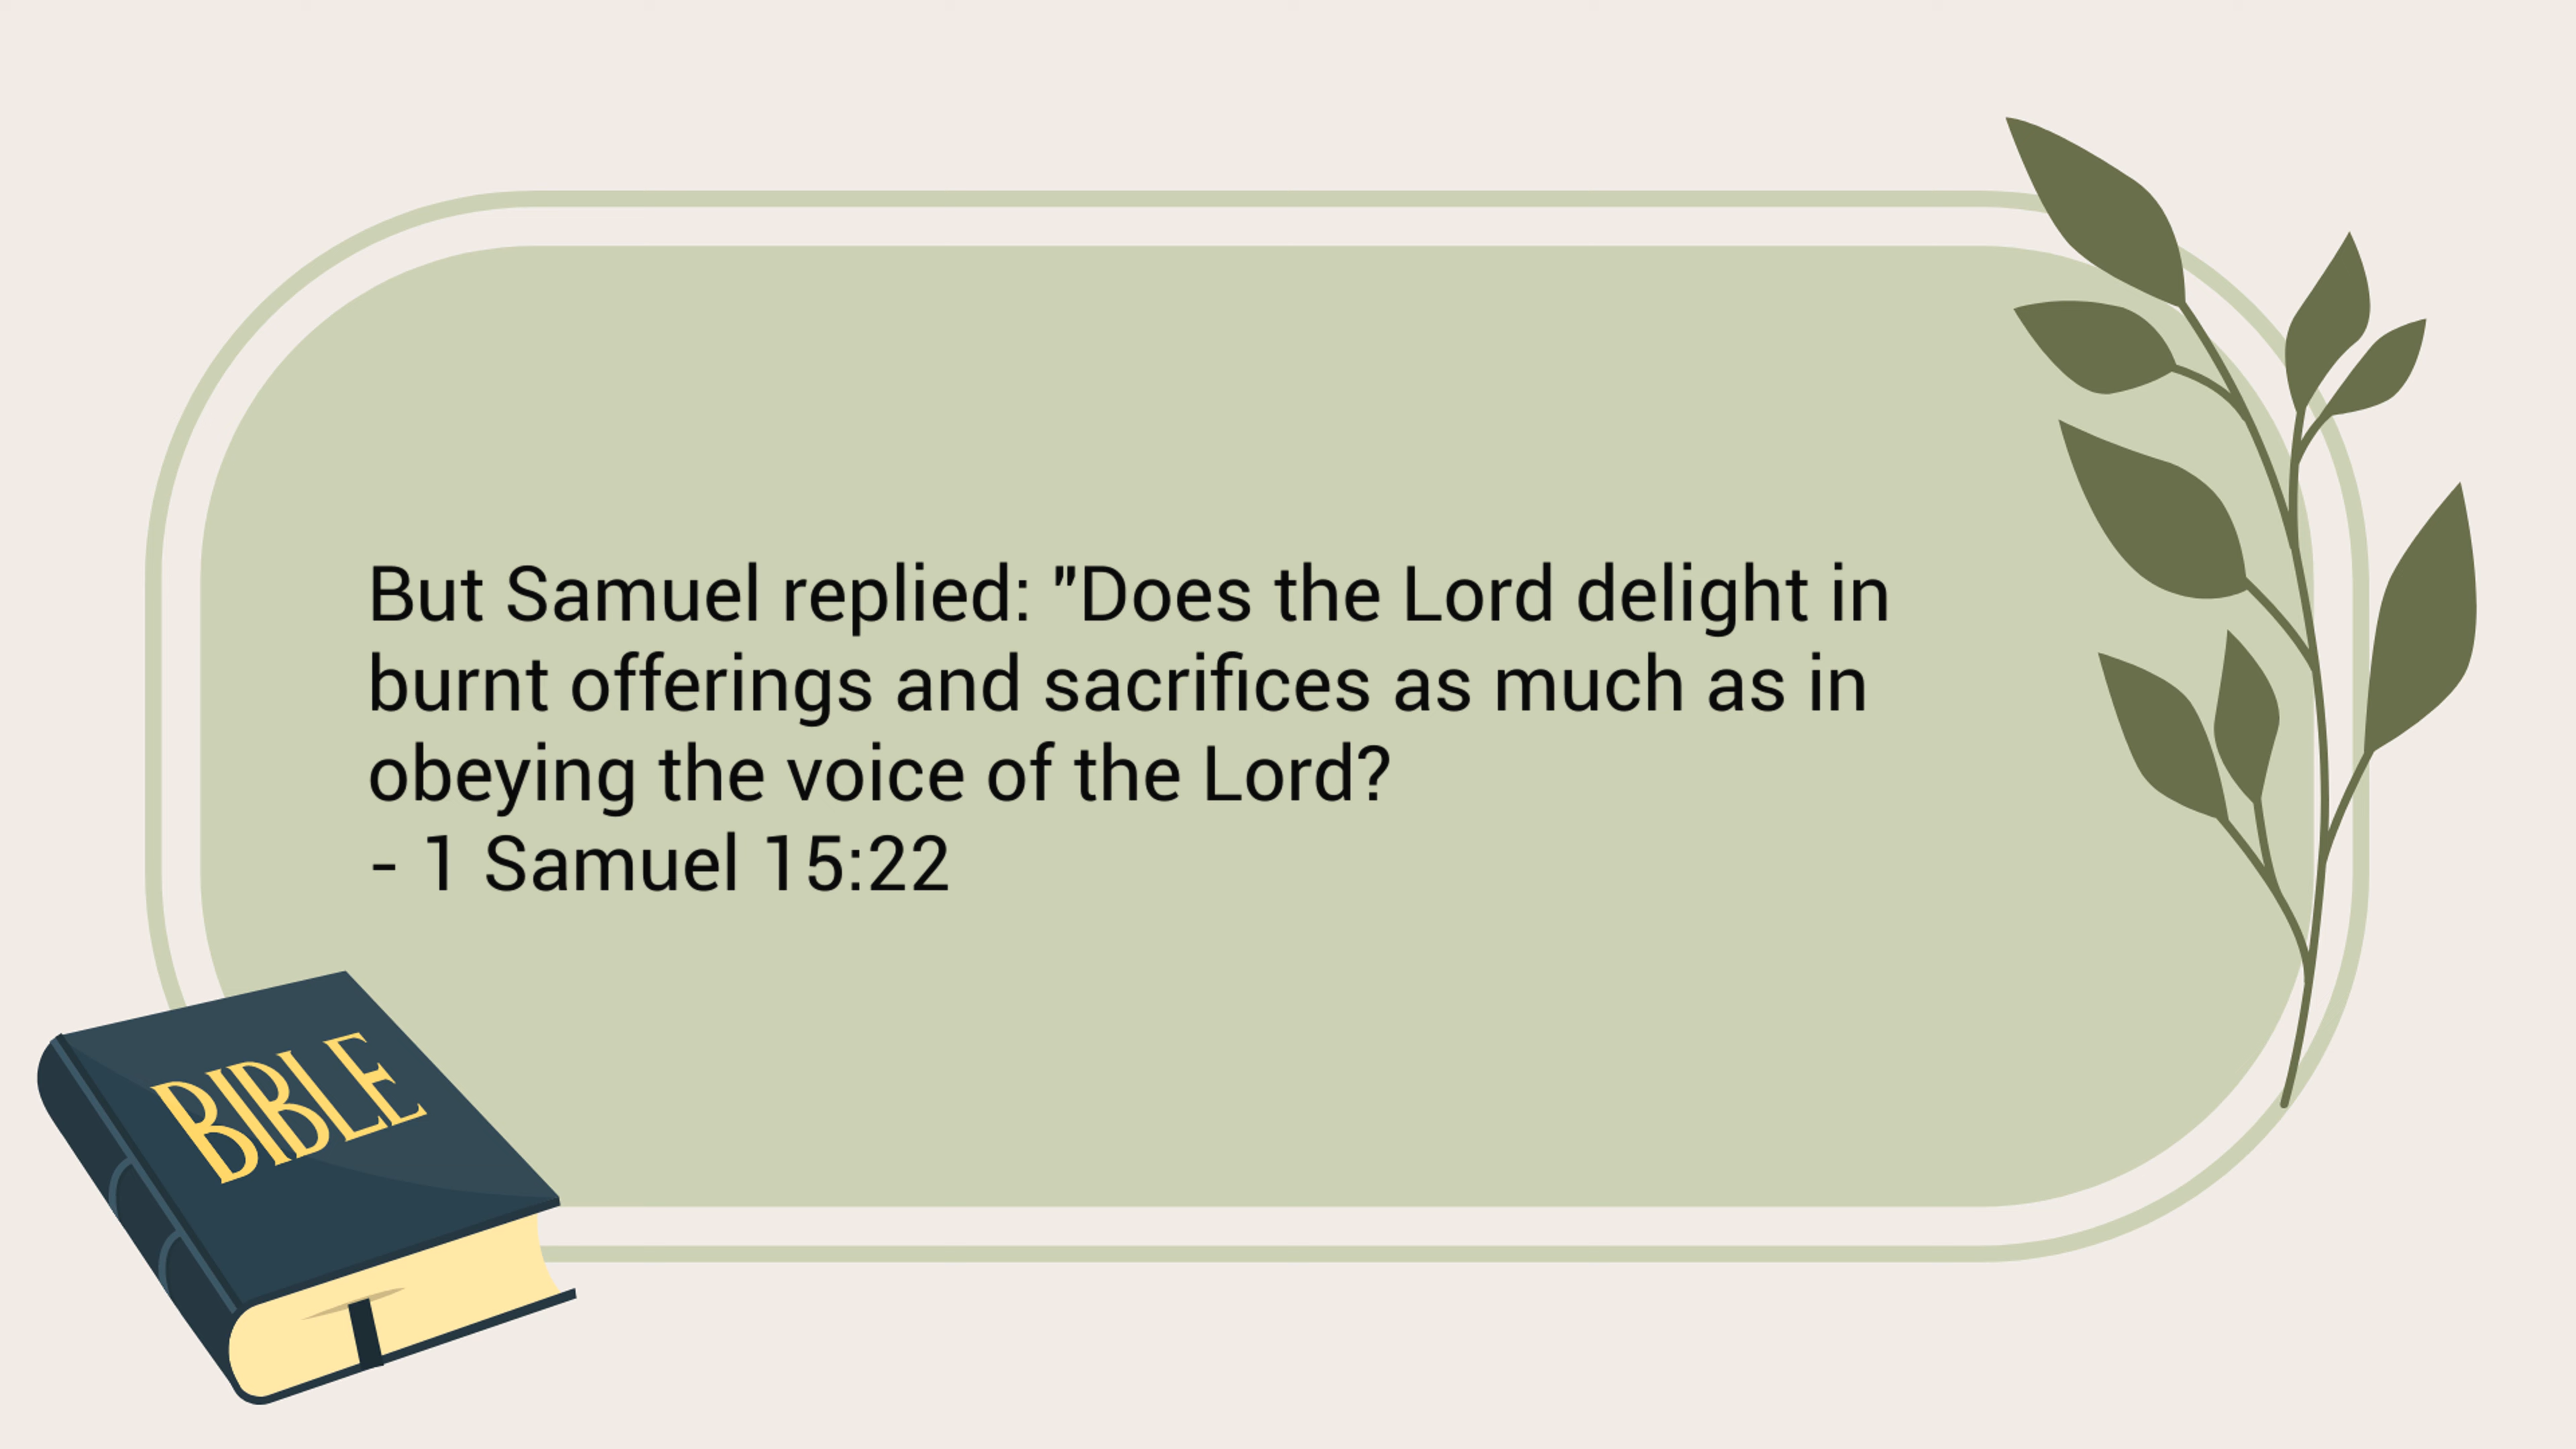 But Samuel replied: "Does the Lord delight in
burnt offerings and sacrifices as much as in
obeying the voice of the Lord?
- 1 Samuel 15:22
BIBLE